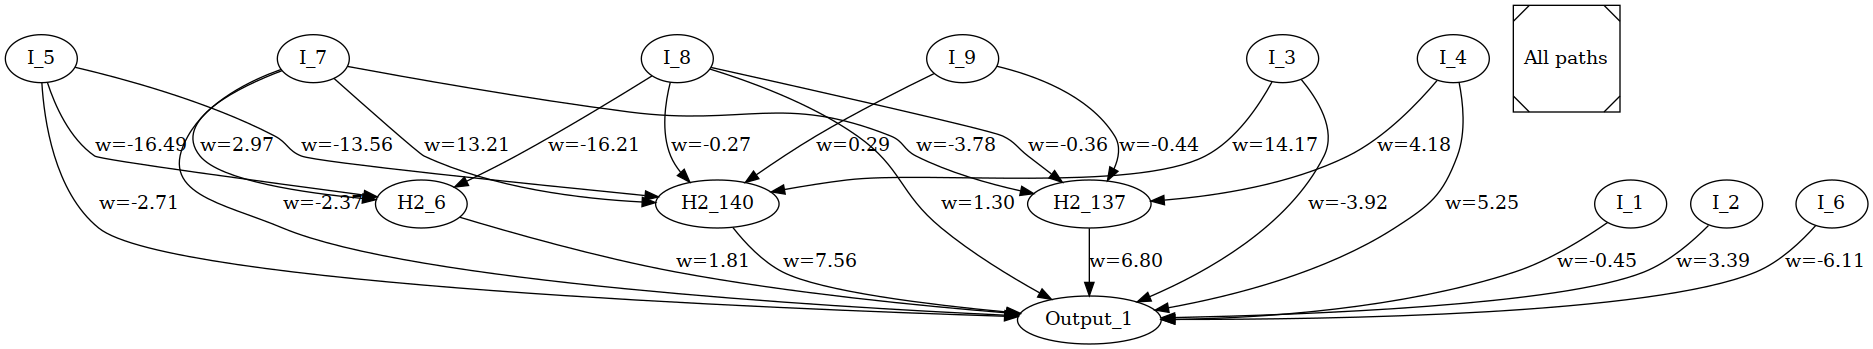 I_5
I_7
I_8
I_9
I_3
I_4
All paths
w=-16.49
w=2.97
w=-13.56
w=13.21
w=-16.21
w=-0.27
w=0.29
w=-3.78
w=-0.36
w=-0.44
w=14.17
w=4.18
w=-2.71
w=-2.37
H2_6
H2_140
w=1.30
H2_137
w=-3.92
w=5.25
I_1
I_2
I_6
w=1.81
w=7.56
w=6.80
w=-0.45
w=3.39
w=-6.11
Output_1